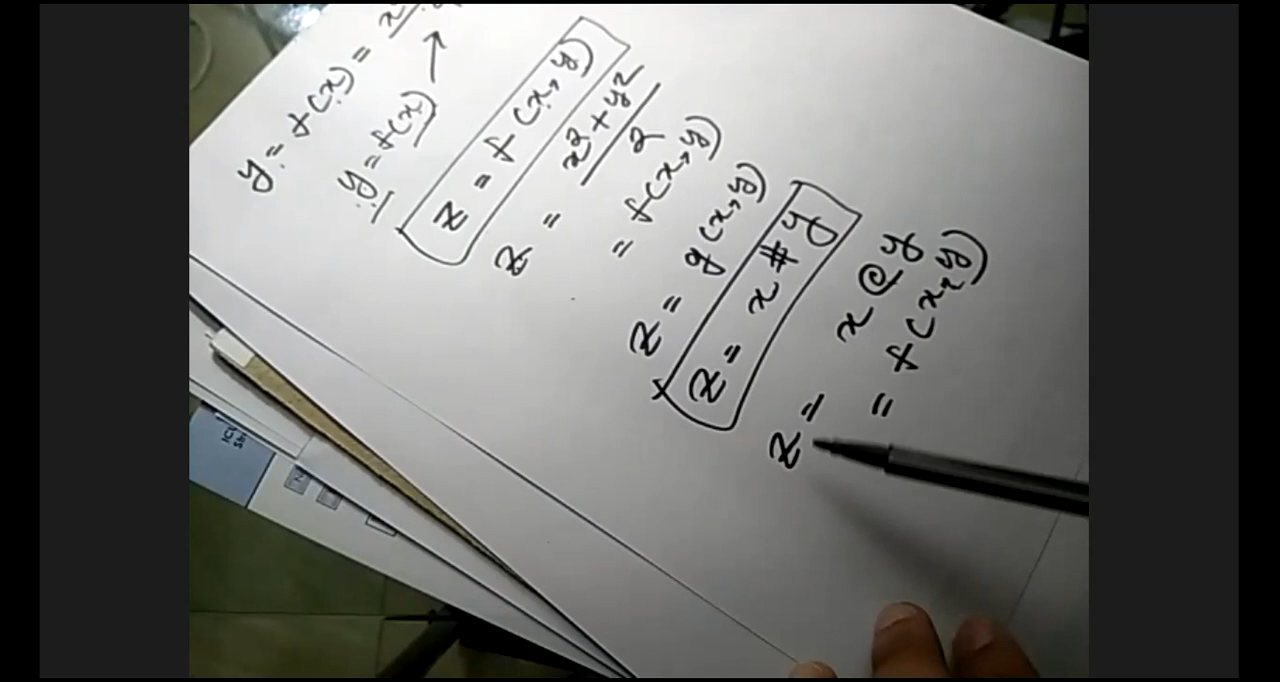 y = f(x) =
y = f(x)
z = f(x, y)
z = x² + y² / 2
= f(x, y)
z = g(x, y)
z = x # y
z = x @ y
= f(x, y)